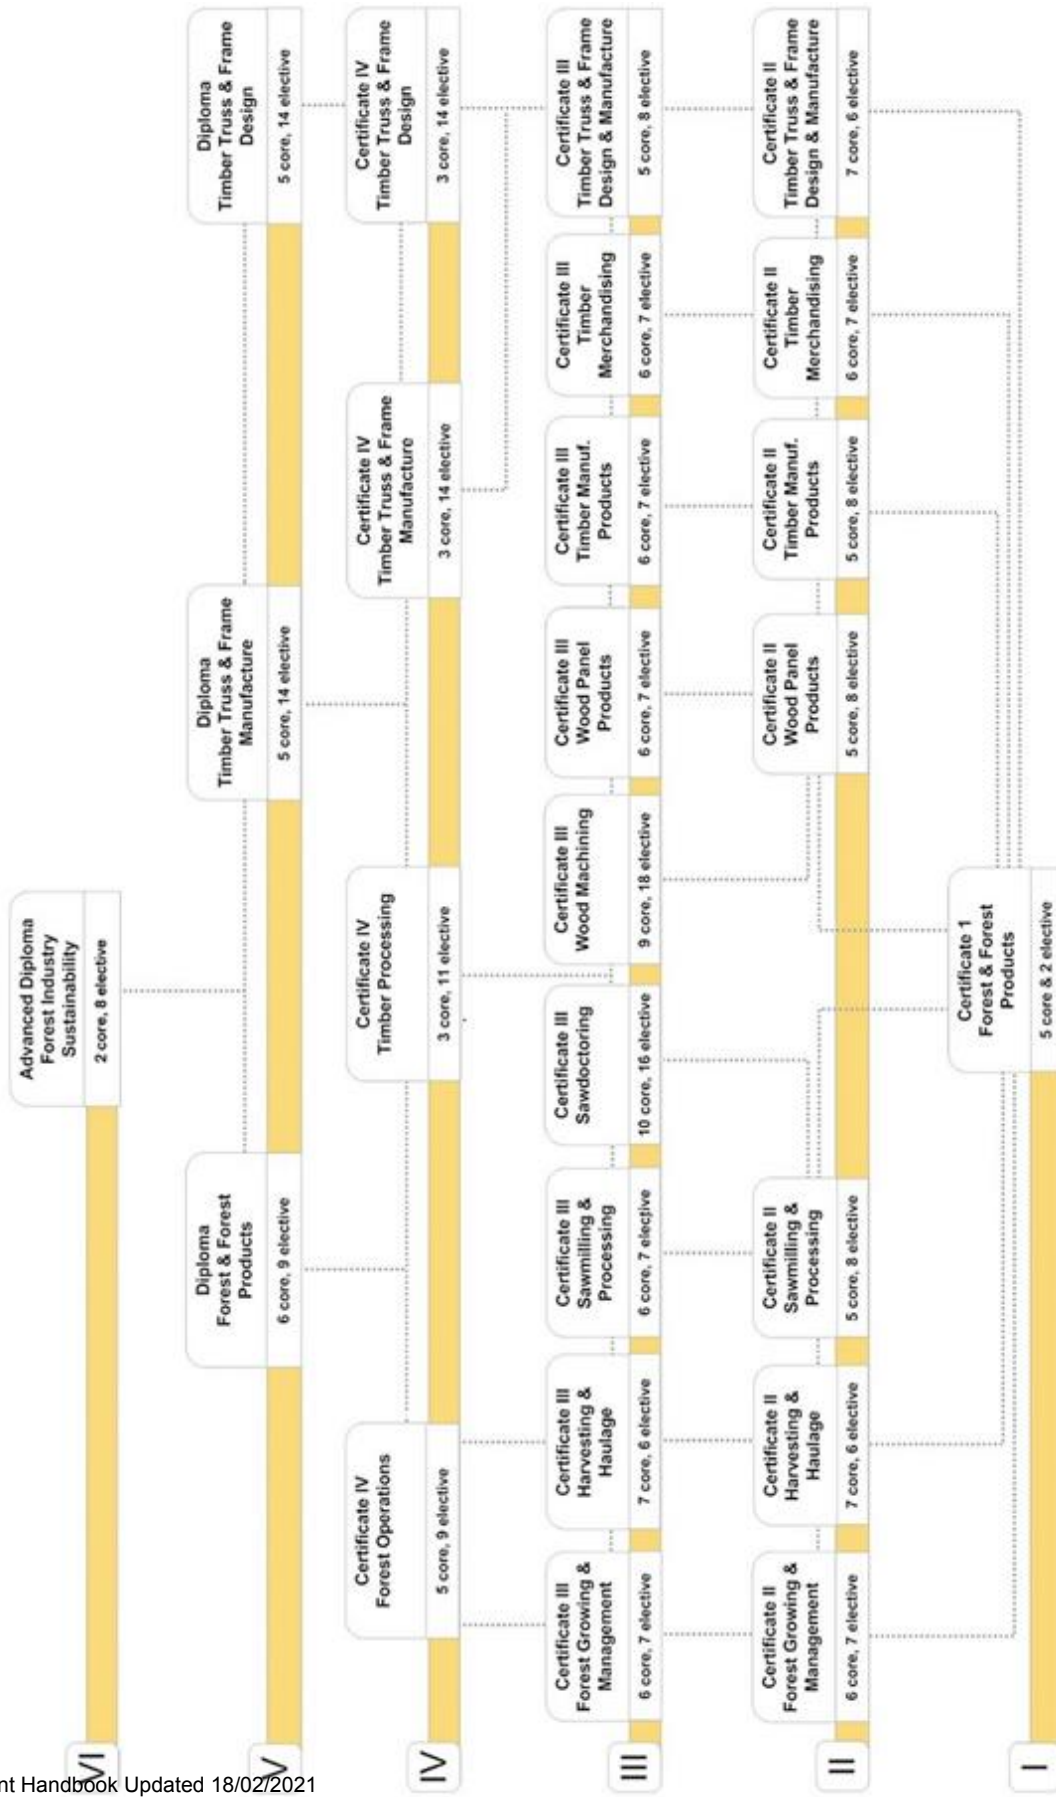 VI
Advanced Diploma
Forest Industry
Sustainability
2 core, 8 elective
V
Diploma
Forest & Forest
Products
6 core, 9 elective
Diploma
Timber Truss & Frame
Manufacture
5 core, 14 elective
Diploma
Timber Truss & Frame
Design
5 core, 14 elective
IV
Certificate IV
Forest Operations
5 core, 9 elective
Certificate IV
Timber Processing
3 core, 11 elective
Certificate IV
Timber Truss & Frame
Manufacture
3 core, 14 elective
Certificate IV
Timber Truss & Frame
Design
3 core, 14 elective
III
Certificate III
Forest Growing &
Management
6 core, 7 elective
Certificate III
Harvesting &
Haulage
7 core, 6 elective
Certificate III
Sawmilling &
Processing
6 core, 7 elective
Certificate III
Sawdoctoring
10 core, 16 elective
Certificate III
Wood Machining
9 core, 18 elective
Certificate III
Wood Panel
Products
6 core, 7 elective
Certificate III
Timber Manuf.
Products
6 core, 7 elective
Certificate III
Timber
Merchandising
6 core, 7 elective
Certificate III
Timber Truss & Frame
Design & Manufacture
5 core, 8 elective
II
Certificate II
Forest Growing &
Management
6 core, 7 elective
Certificate II
Harvesting &
Haulage
7 core, 6 elective
Certificate II
Sawmilling &
Processing
5 core, 8 elective
Certificate II
Wood Panel
Products
5 core, 8 elective
Certificate II
Timber Manuf.
Products
5 core, 8 elective
Certificate II
Timber
Merchandising
6 core, 7 elective
Certificate II
Timber Truss & Frame
Design & Manufacture
7 core, 6 elective
I
Certificate 1
Forest & Forest
Products
5 core & 2 elective
Handbook Updated 18/02/2021